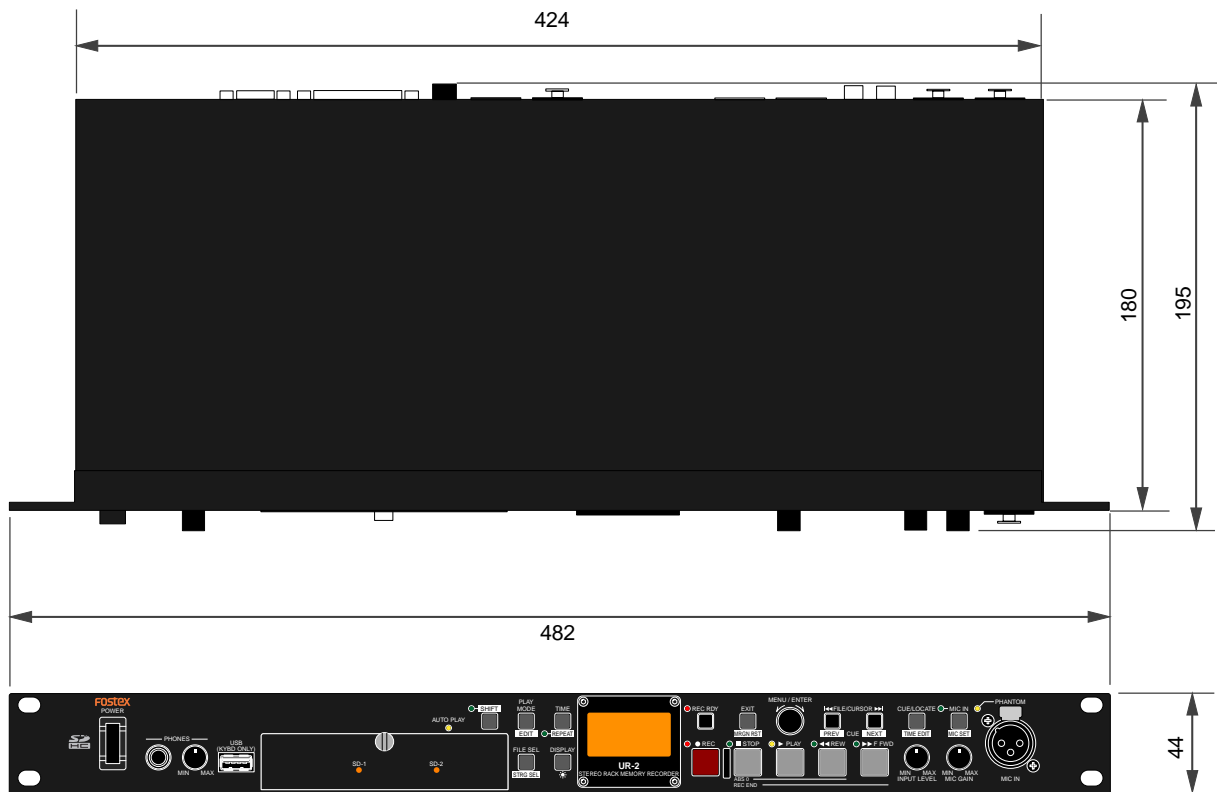 424
180
195
482
44
Fostex
POWER
SD
HC
PHONES
MIN MAX
USB
(KYBD ONLY)
SD-1
SD-2
AUTO PLAY
SHIFT
PLAY
MODE
EDIT
TIME
REPEAT
FILE SEL
STRG SEL
DISPLAY
UR-2
STEREO RACK MEMORY RECORDER
REC RDY
EXIT
MRGN RST
MENU / ENTER
FILE/CURSOR
PREV CUE NEXT
CUE/LOCATE
TIME EDIT
MIC IN
MIC SET
PHANTOM
REC
STOP
PLAY
REW
F FWD
ABS 0
REC END
MIN MAX
INPUT LEVEL
MIN MAX
MIC GAIN
MIC IN